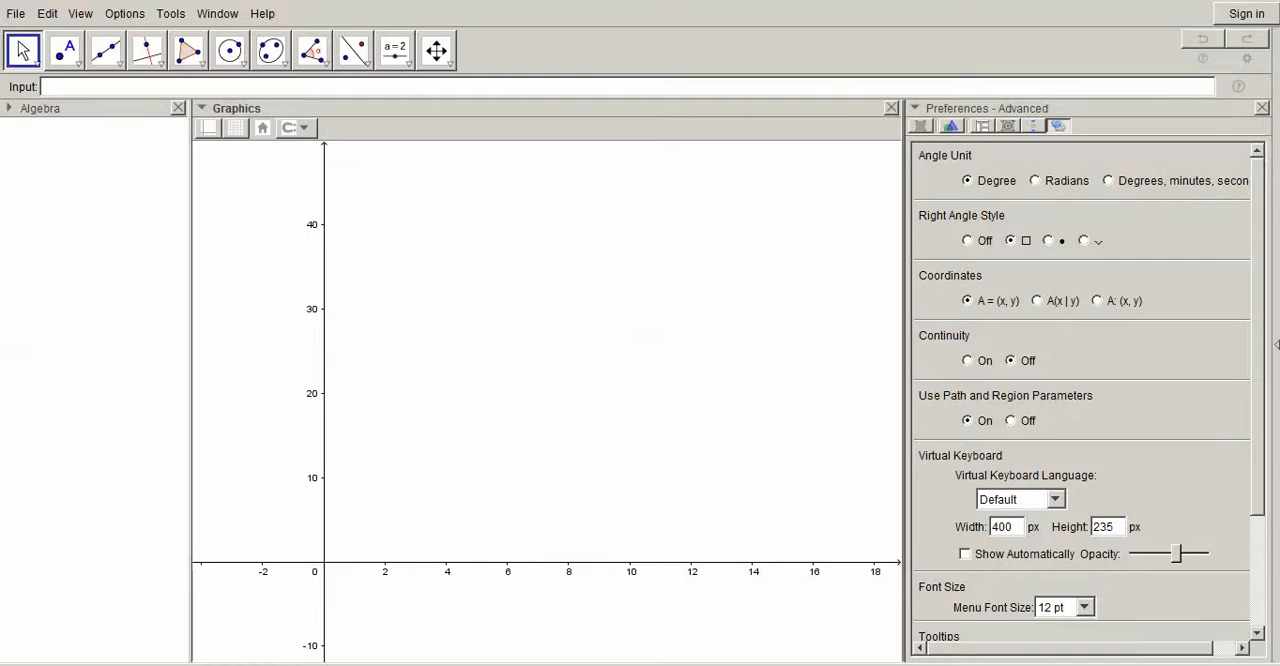 File Edit View Options Tools Window Help Sign in
A α a=2
Input:
Algebra Graphics Preferences - Advanced
Angle Unit
Degree Radians Degrees, minutes, secon
Right Angle Style
Off
Coordinates
A = (x, y) A(x | y) A: (x, y)
Continuity
On Off
Use Path and Region Parameters
On Off
Virtual Keyboard
Virtual Keyboard Language:
Default
Width: 400 px Height: 235 px
Show Automatically Opacity:
Font Size
Menu Font Size: 12 pt
Tooltips
40
30
20
10
-2 0 2 4 6 8 10 12 14 16 18
-10